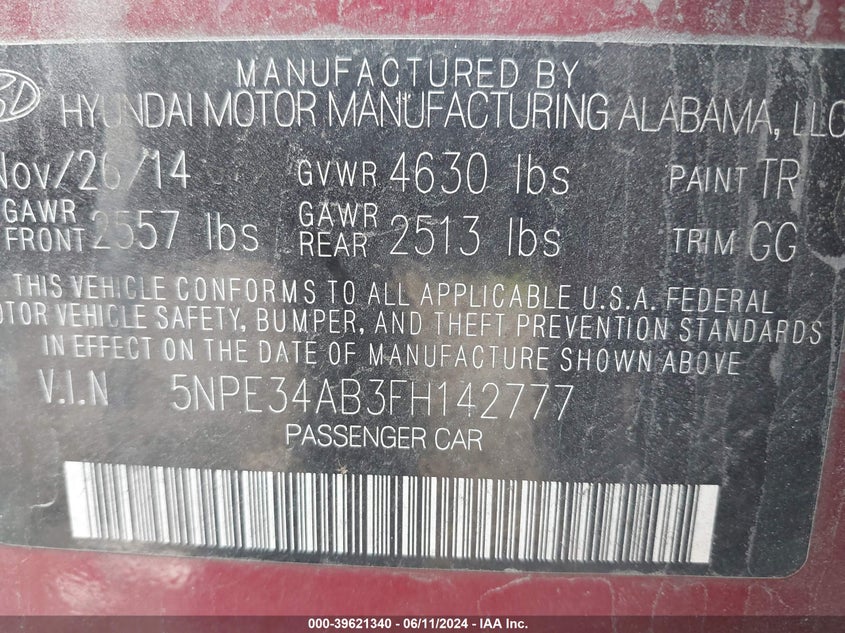 MANUFACTURED BY
HYUNDAI MOTOR MANUFACTURING ALABAMA, LLC
Nov/26/14 GVWR 4630 lbs PAINT TR
GAWR FRONT 2557 lbs GAWR REAR 2513 lbs TRIM GG
THIS VEHICLE CONFORMS TO ALL APPLICABLE U.S.A. FEDERAL
MOTOR VEHICLE SAFETY, BUMPER, AND THEFT PREVENTION STANDARDS
IN EFFECT ON THE DATE OF MANUFACTURE SHOWN ABOVE
V.I.N 5NPE34AB3FH142777
PASSENGER CAR
000-39621340 - 06/11/2024 - IAA Inc.